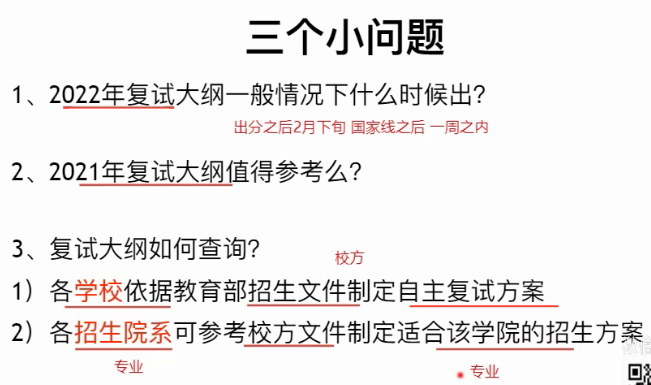 三个小问题
1、2022年复试大纲一般情况下什么时候出?
出分之后2月下旬 国家线之后 一周之内
2、2021年复试大纲值得参考么?
3、复试大纲如何查询?
校方
1）各学校依据教育部招生文件制定自主复试方案
2）各招生院系可参考校方文件制定适合该学院的招生方案
专业
专业